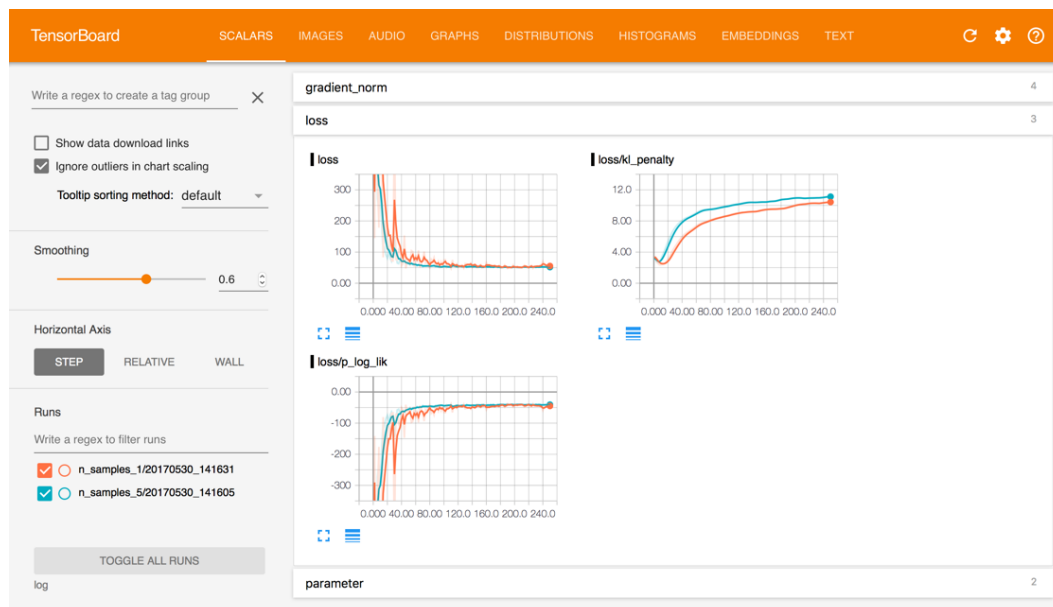 TensorBoard SCALARS IMAGES AUDIO GRAPHS DISTRIBUTIONS HISTOGRAMS EMBEDDINGS TEXT
Write a regex to create a tag group
Show data download links
Ignore outliers in chart scaling
Tooltip sorting method: default
Smoothing
0.6
Horizontal Axis
STEP RELATIVE WALL
Runs
Write a regex to filter runs
n_samples_1/20170530_141631
n_samples_5/20170530_141605
TOGGLE ALL RUNS
log
gradient_norm 4
loss 3
loss
300
200
100
0.00
0.000 40.00 80.00 120.0 160.0 200.0 240.0
loss/kl_penalty
12.0
8.00
4.00
0.00
0.000 40.00 80.00 120.0 160.0 200.0 240.0
loss/p_log_lik
0.00
-100
-200
-300
0.000 40.00 80.00 120.0 160.0 200.0 240.0
parameter 2